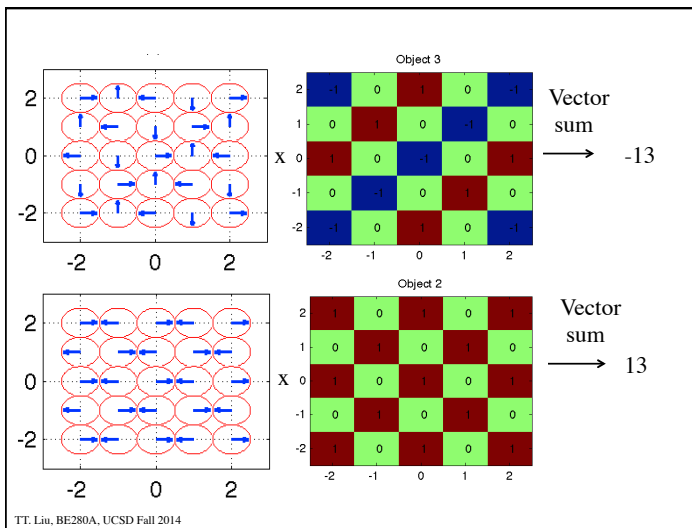 Object 3
2
0
-2
-2 0 2
x
2 -1 0 1 0 -1
1 0 1 0 -1 0
0 1 0 -1 0 1
-1 0 -1 0 1 0
-2 -1 0 1 0 -1
-2 -1 0 1 2
Vector
sum
-13
Object 2
2
0
-2
-2 0 2
x
2 1 0 1 0 1
1 0 1 0 1 0
0 1 0 1 0 1
-1 0 1 0 1 0
-2 1 0 1 0 1
-2 -1 0 1 2
Vector
sum
13
TT. Liu, BE280A, UCSD Fall 2014